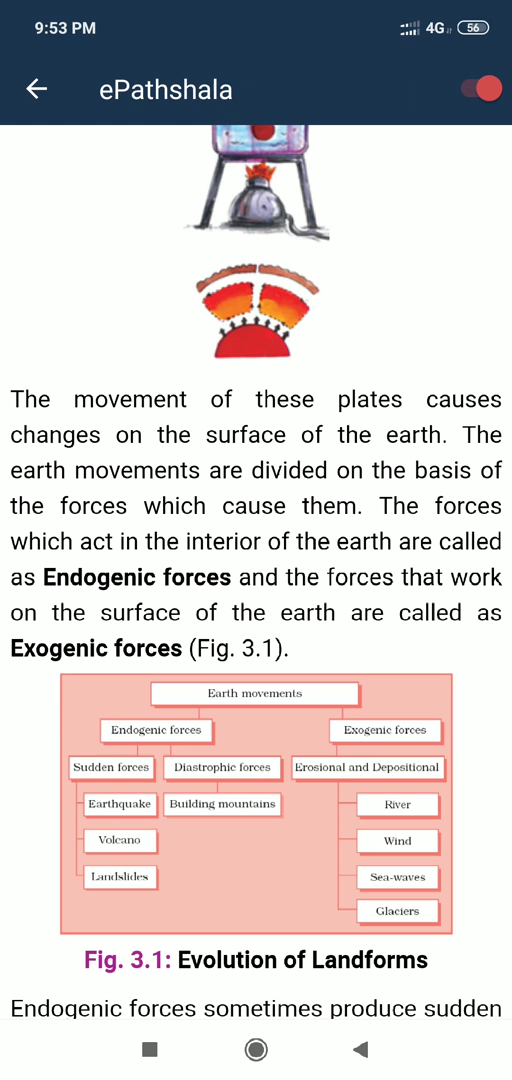 9:53 PM
4G 56
ePathshala
The movement of these plates causes
changes on the surface of the earth. The
earth movements are divided on the basis of
the forces which cause them. The forces
which act in the interior of the earth are called
as Endogenic forces and the forces that work
on the surface of the earth are called as
Exogenic forces (Fig. 3.1).
Earth movements
Endogenic forces
Exogenic forces
Sudden forces
Diastrophic forces
Erosional and Depositional
Earthquake
Building mountains
River
Volcano
Wind
Landslides
Sea-waves
Glaciers
Fig. 3.1: Evolution of Landforms
Endogenic forces sometimes produce sudden